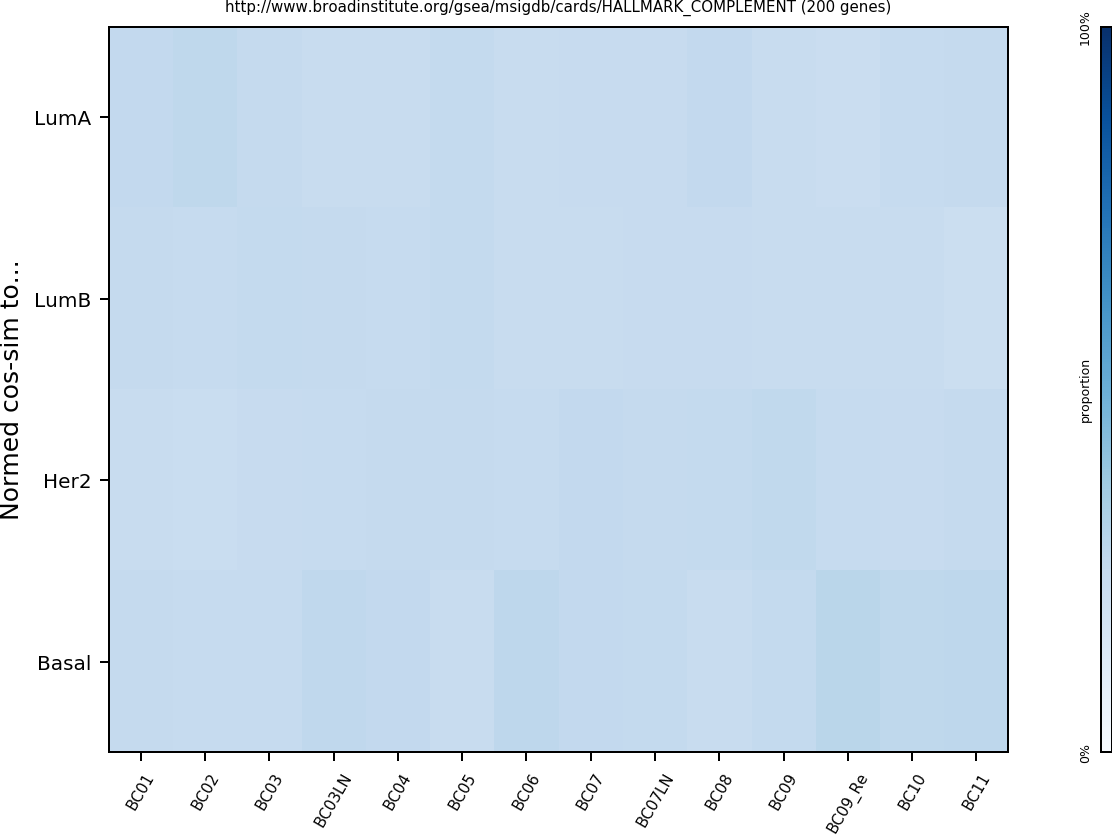 http://www.broadinstitute.org/gsea/msigdb/cards/HALLMARK_COMPLEMENT (200 genes)
Normed cos-sim to...
LumA
LumB
Her2
Basal
BC01
BC02
BC03
BC03LN
BC04
BC05
BC06
BC07
BC07LN
BC08
BC09
BC09_Re
BC10
BC11
100%
proportion
0%